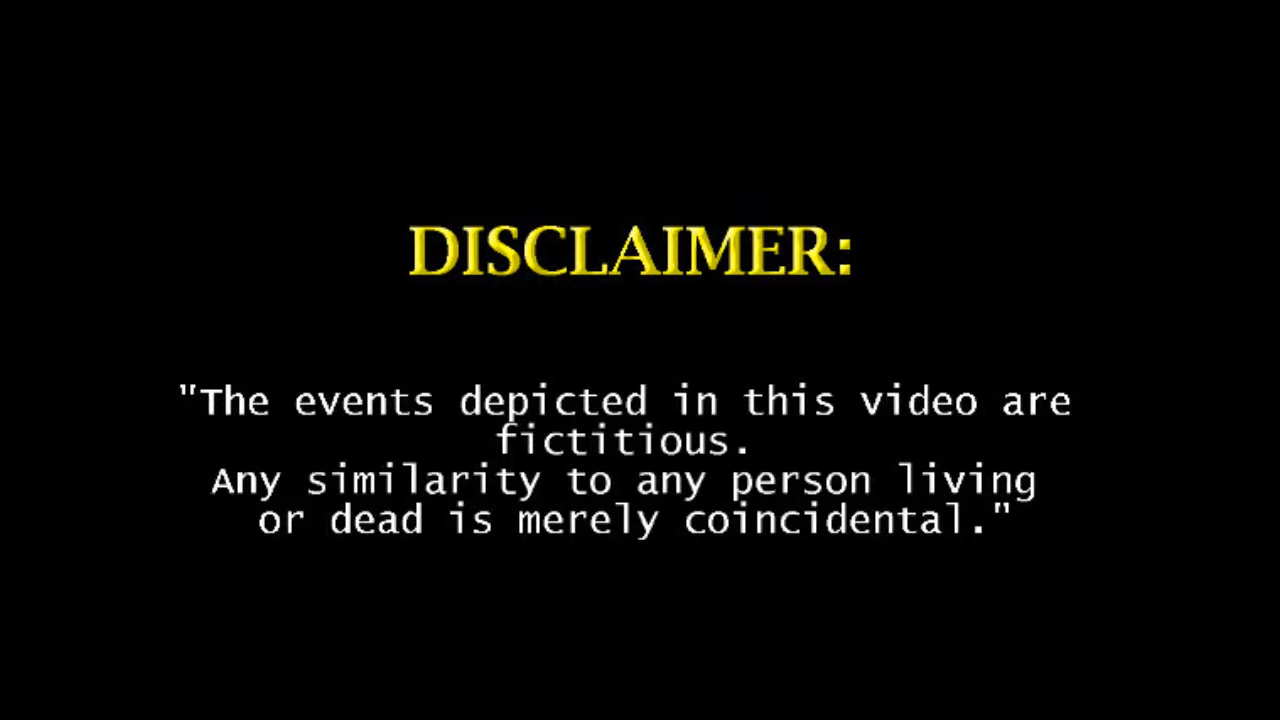 DISCLAIMER:
"The events depicted in this video are
fictitious.
Any similarity to any person living
or dead is merely coincidental."